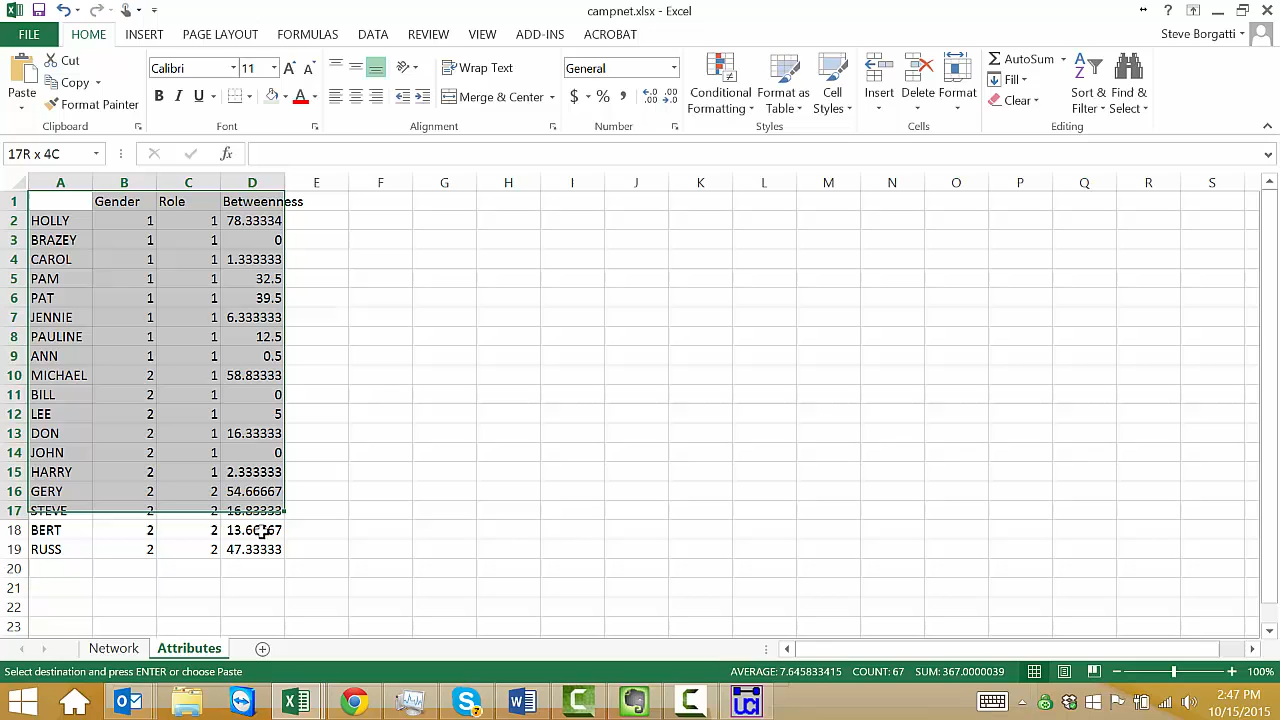 campnet.xlsx - Excel
FILE HOME INSERT PAGE LAYOUT FORMULAS DATA REVIEW VIEW ADD-INS ACROBAT Steve Borgatti
Paste Cut
Copy
Format Painter
Clipboard
Calibri 11
B I U
Font
Wrap Text
Merge & Center
Alignment
General
$ % ,
Number
Conditional Formatting
Format as Table
Cell Styles
Styles
Insert Delete Format
Cells
AutoSum
Fill
Clear
Sort & Filter
Find & Select
Editing
17R x 4C fx
A B C D E F G H I J K L M N O P Q R S
1 Gender Role Betweenness
2 HOLLY 1 1 78.33334
3 BRAZEY 1 1 0
4 CAROL 1 1 1.333333
5 PAM 1 1 32.5
6 PAT 1 1 39.5
7 JENNIE 1 1 6.333333
8 PAULINE 1 1 12.5
9 ANN 1 1 0.5
10 MICHAEL 2 1 58.83333
11 BILL 2 1 0
12 LEE 2 1 5
13 DON 2 1 16.33333
14 JOHN 2 1 0
15 HARRY 2 1 2.333333
16 GERY 2 2 54.66667
17 STEVE 2 2 16.83333
18 BERT 2 2 13.66667
19 RUSS 2 2 47.33333
20
21
22
23
Network Attributes
Select destination and press ENTER or choose Paste AVERAGE: 7.645833415 COUNT: 67 SUM: 367.0000039 100%
2:47 PM
10/15/2015